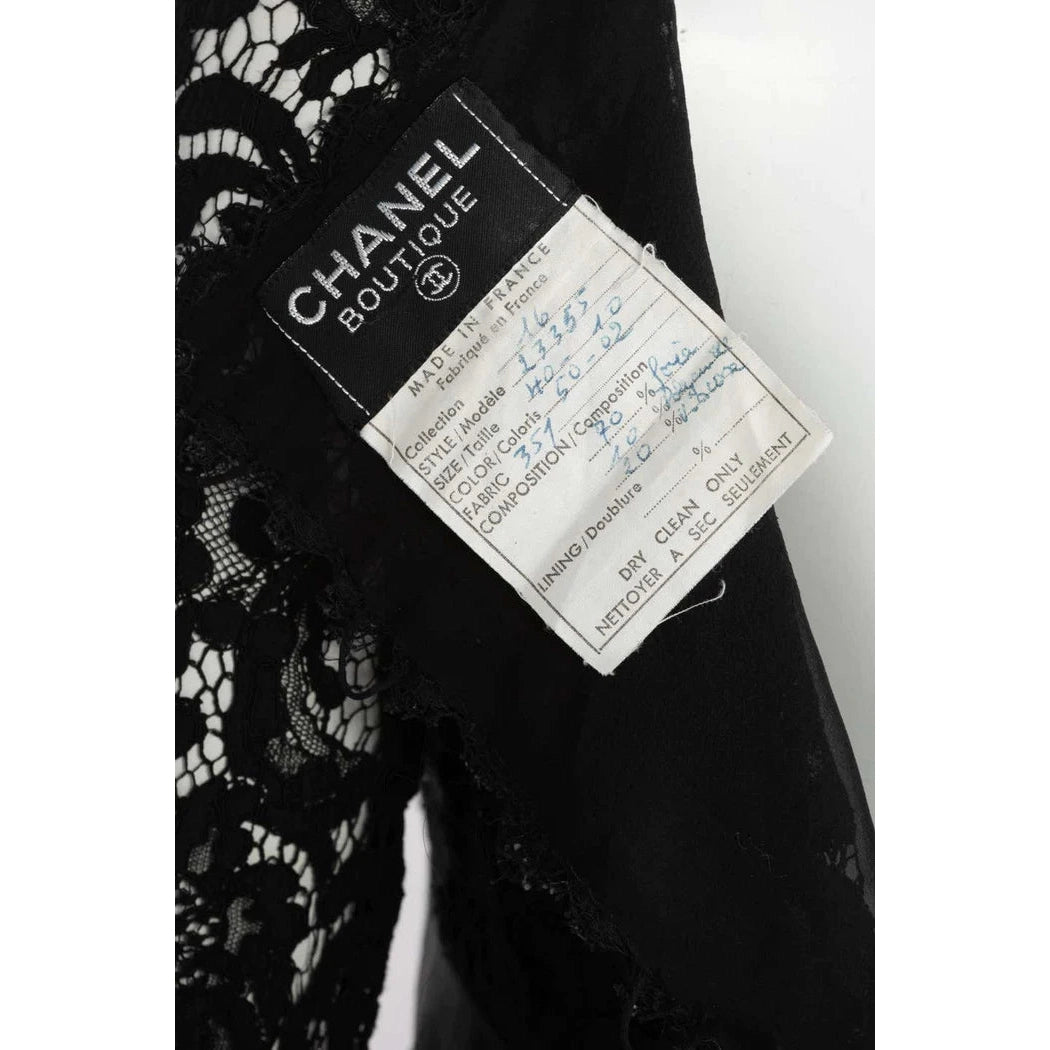 CHANEL
BOUTIQUE
MADE IN FRANCE
Fabriqué en France
Collection 16
STYLE/Modèle 13355
SIZE/Taille 40-10
COLOR/Coloris 50-02
FABRIC 351
COMPOSITION/Composition
70 %
10 %
20 %
LINING/Doublure %
DRY CLEAN ONLY
NETTOYER A SEC SEULEMENT